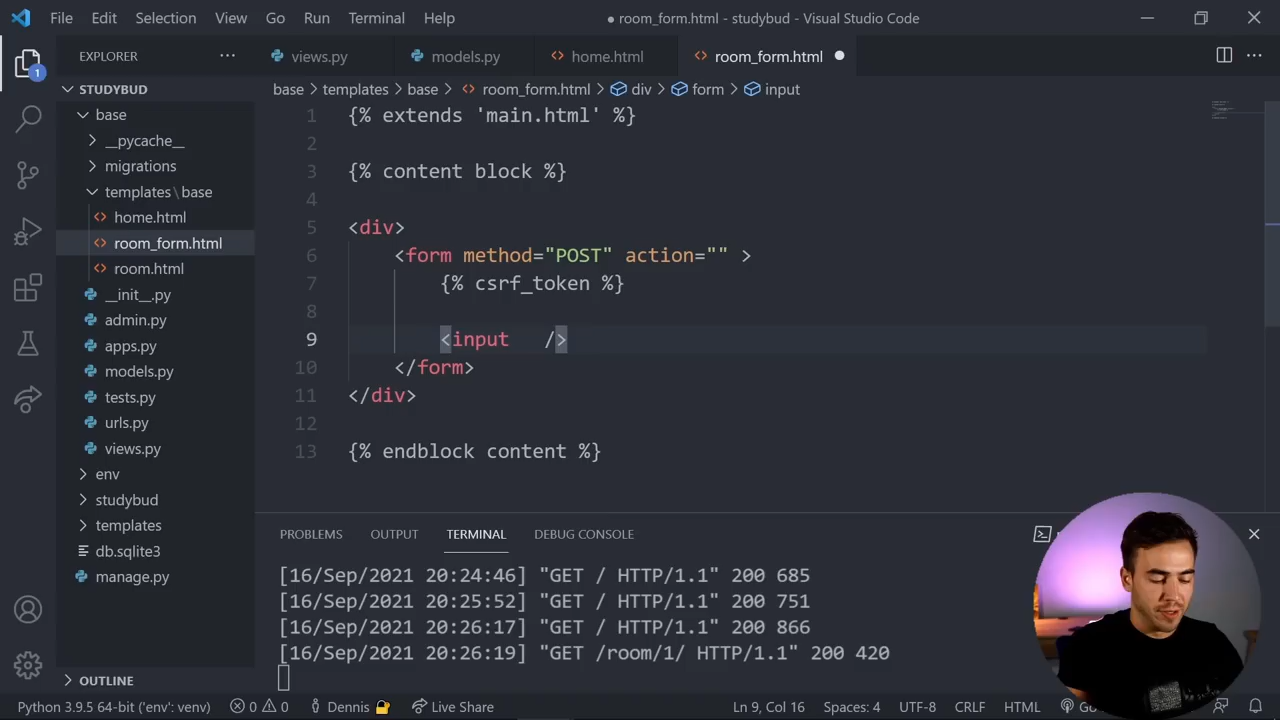 File Edit Selection View Go Run Terminal Help ● room_form.html - studybud - Visual Studio Code
EXPLORER ··· views.py models.py home.html room_form.html
1
STUDYBUD
base > templates > base > room_form.html > div > form > input
base
__pycache__
migrations
templates\base
home.html
room_form.html
room.html
__init__.py
admin.py
apps.py
models.py
tests.py
urls.py
views.py
env
studybud
templates
db.sqlite3
manage.py
OUTLINE
1 {% extends 'main.html' %}
2
3 {% content block %}
4
5 <div>
6 <form method="POST" action="" >
7 {% csrf_token %}
8
9 <input />
10 </form>
11 </div>
12
13 {% endblock content %}
PROBLEMS OUTPUT TERMINAL DEBUG CONSOLE
[16/Sep/2021 20:24:46] "GET / HTTP/1.1" 200 685
[16/Sep/2021 20:25:52] "GET / HTTP/1.1" 200 751
[16/Sep/2021 20:26:17] "GET / HTTP/1.1" 200 866
[16/Sep/2021 20:26:19] "GET /room/1/ HTTP/1.1" 200 420
Python 3.9.5 64-bit ('env': venv) 0 0 Dennis Live Share Ln 9, Col 16 Spaces: 4 UTF-8 CRLF HTML